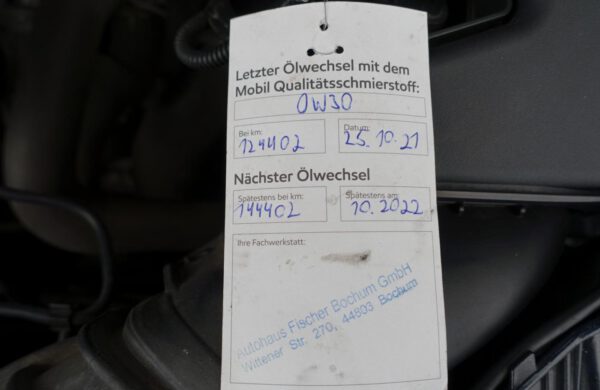 Letzter Ölwechsel mit dem
Mobil Qualitätsschmierstoff:
0W30
Bei km: Datum:
124402 25.10.21
Nächster Ölwechsel
Spätestens bei km: Spätestens am:
144402 10.2022
Ihre Fachwerkstatt:
Autohaus Fischer Bochum GmbH
Wittener Str. 270, 44803 Bochum